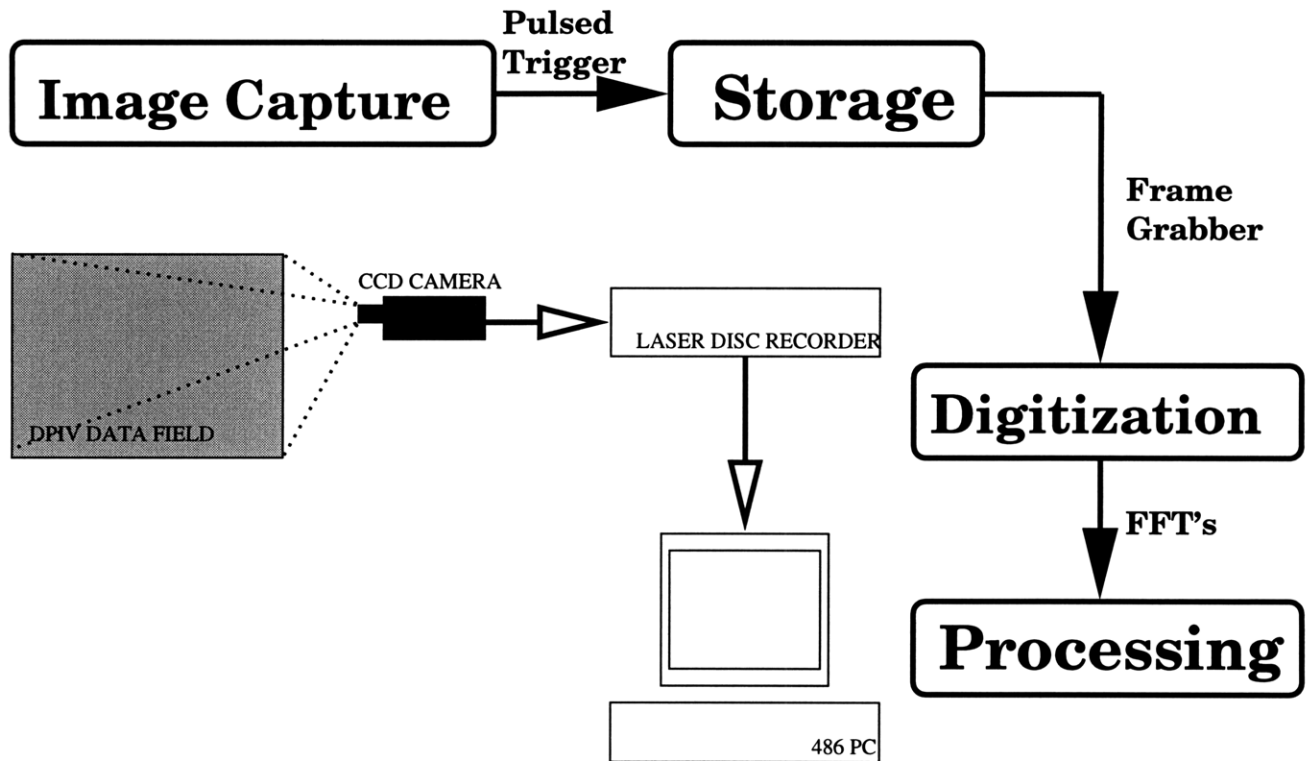 Pulsed
Trigger
Image Capture
Storage
Frame
Grabber
CCD CAMERA
LASER DISC RECORDER
DPIV DATA FIELD
Digitization
FFT's
Processing
486 PC